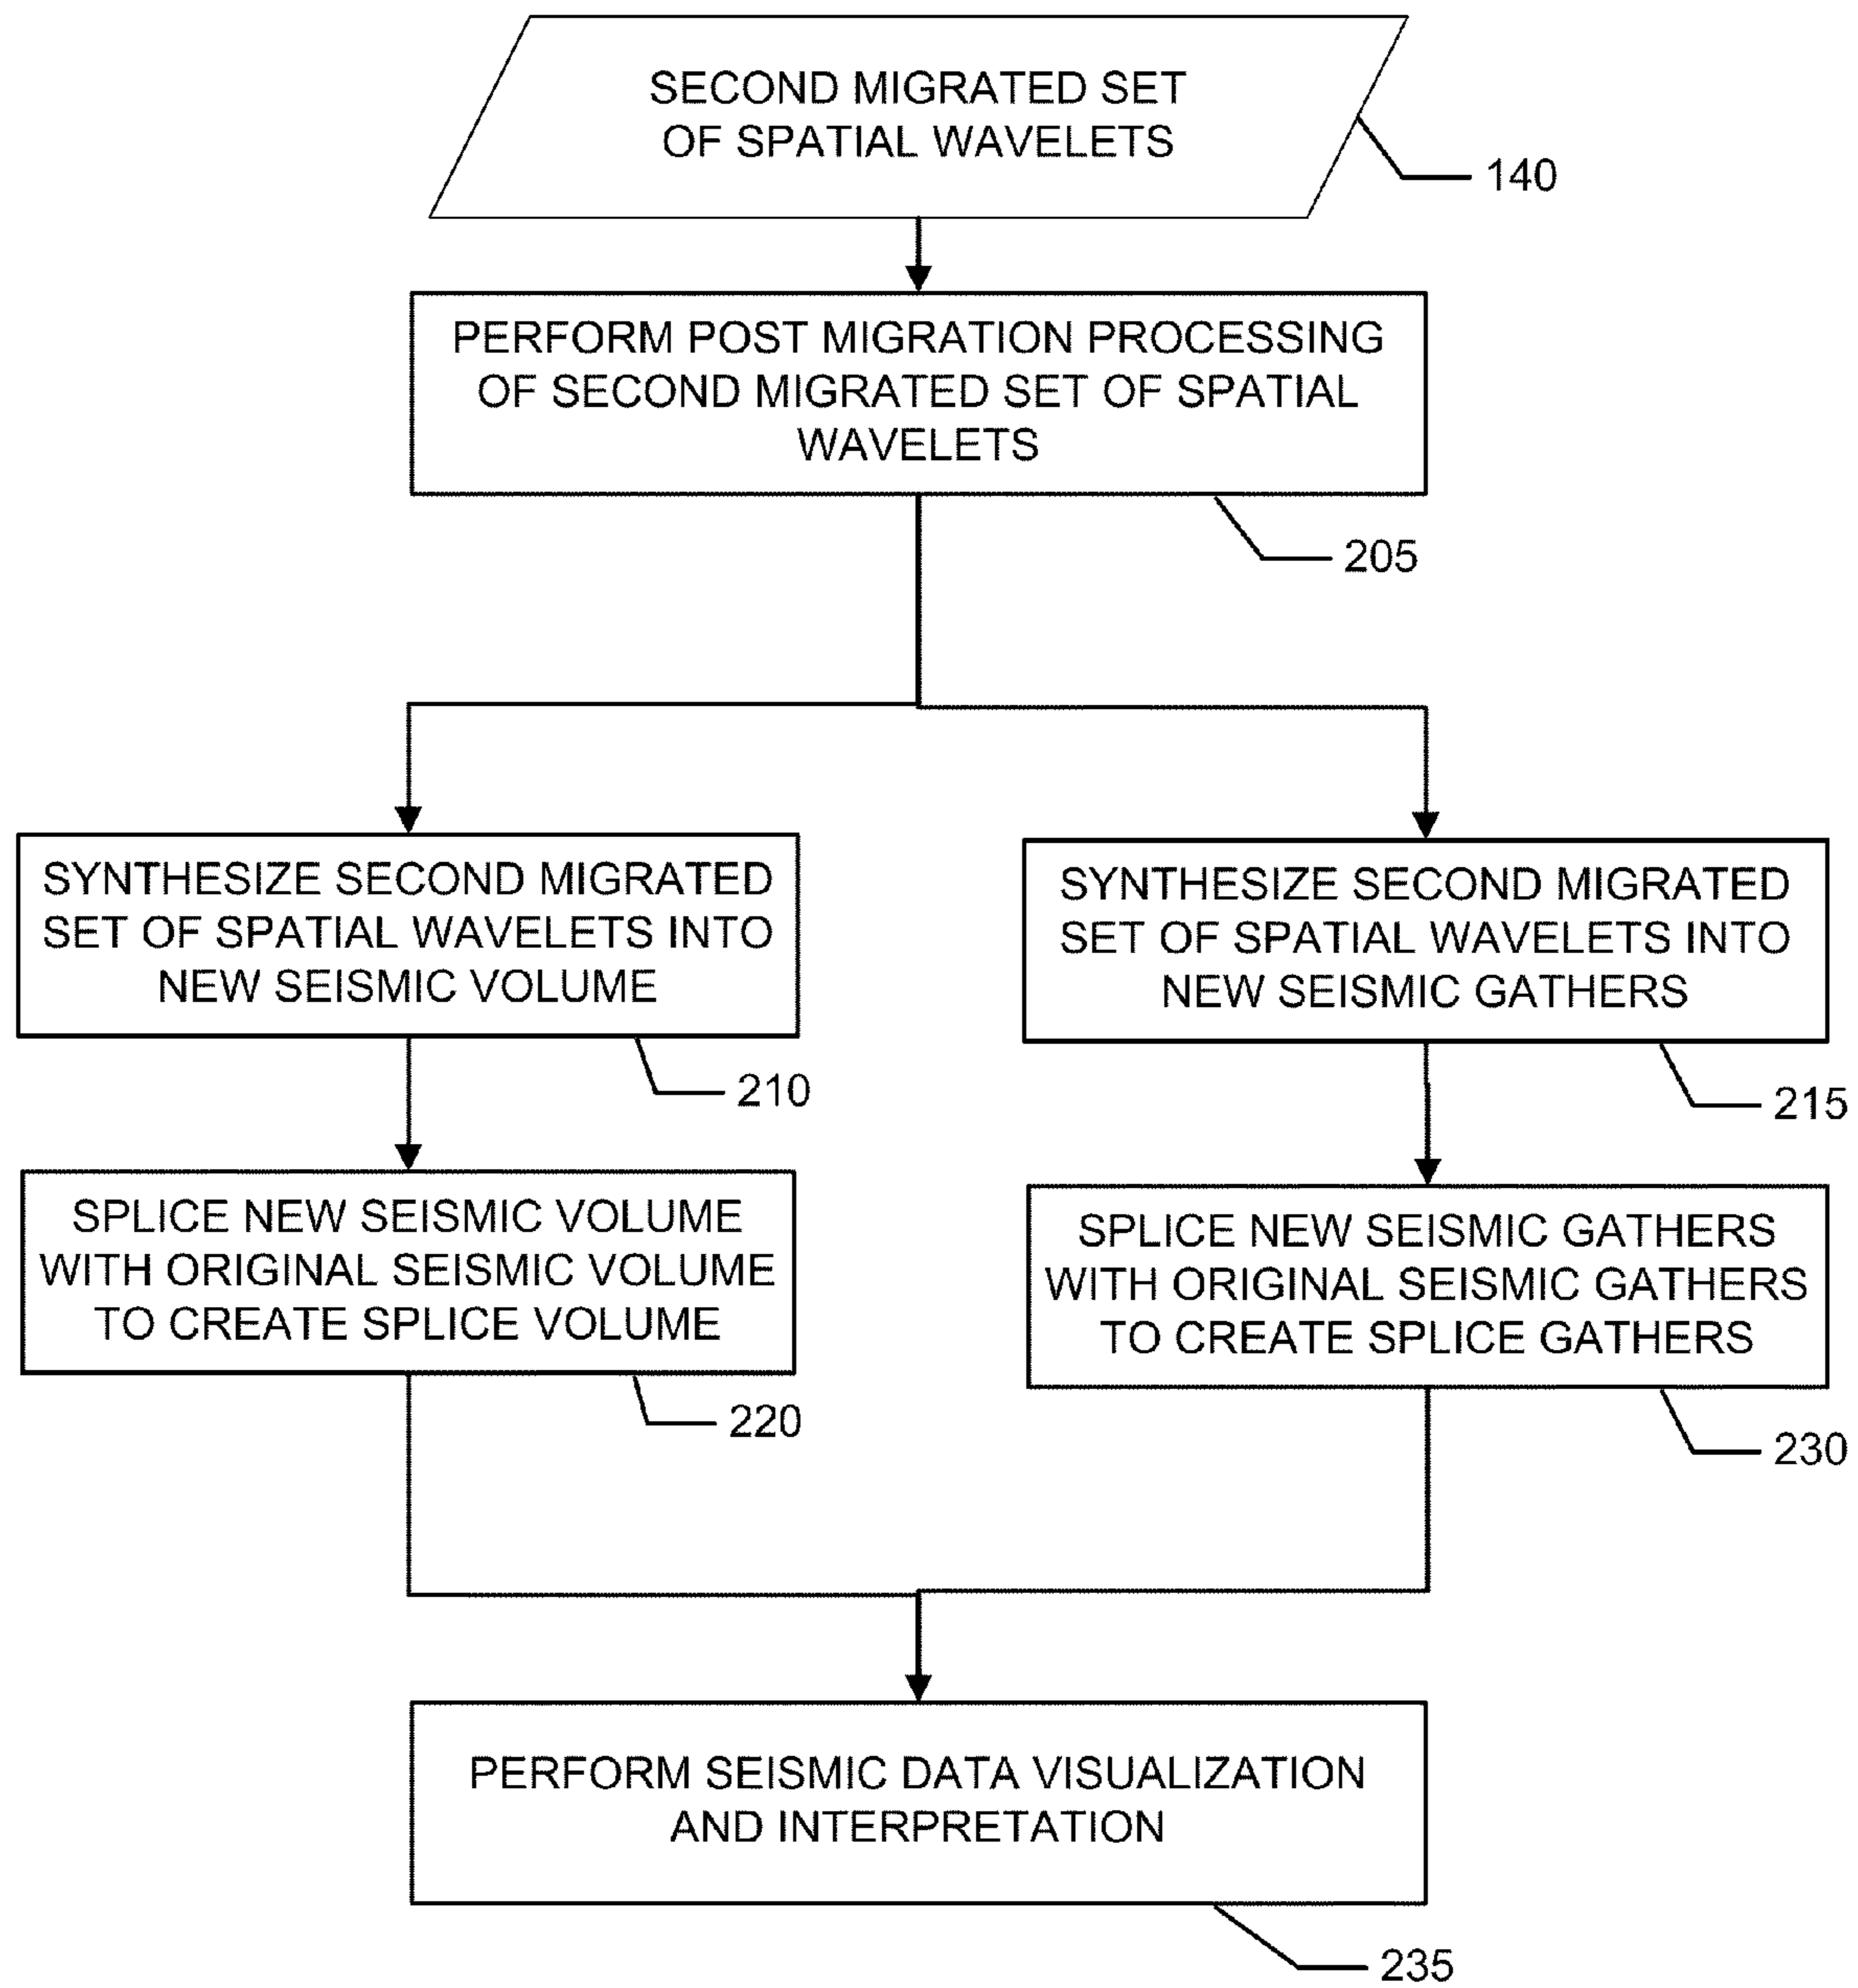 SECOND MIGRATED SET
OF SPATIAL WAVELETS
140
PERFORM POST MIGRATION PROCESSING
OF SECOND MIGRATED SET OF SPATIAL
WAVELETS
205
SYNTHESIZE SECOND MIGRATED
SET OF SPATIAL WAVELETS INTO
NEW SEISMIC VOLUME
210
SYNTHESIZE SECOND MIGRATED
SET OF SPATIAL WAVELETS INTO
NEW SEISMIC GATHERS
215
SPLICE NEW SEISMIC VOLUME
WITH ORIGINAL SEISMIC VOLUME
TO CREATE SPLICE VOLUME
220
SPLICE NEW SEISMIC GATHERS
WITH ORIGINAL SEISMIC GATHERS
TO CREATE SPLICE GATHERS
230
PERFORM SEISMIC DATA VISUALIZATION
AND INTERPRETATION
235